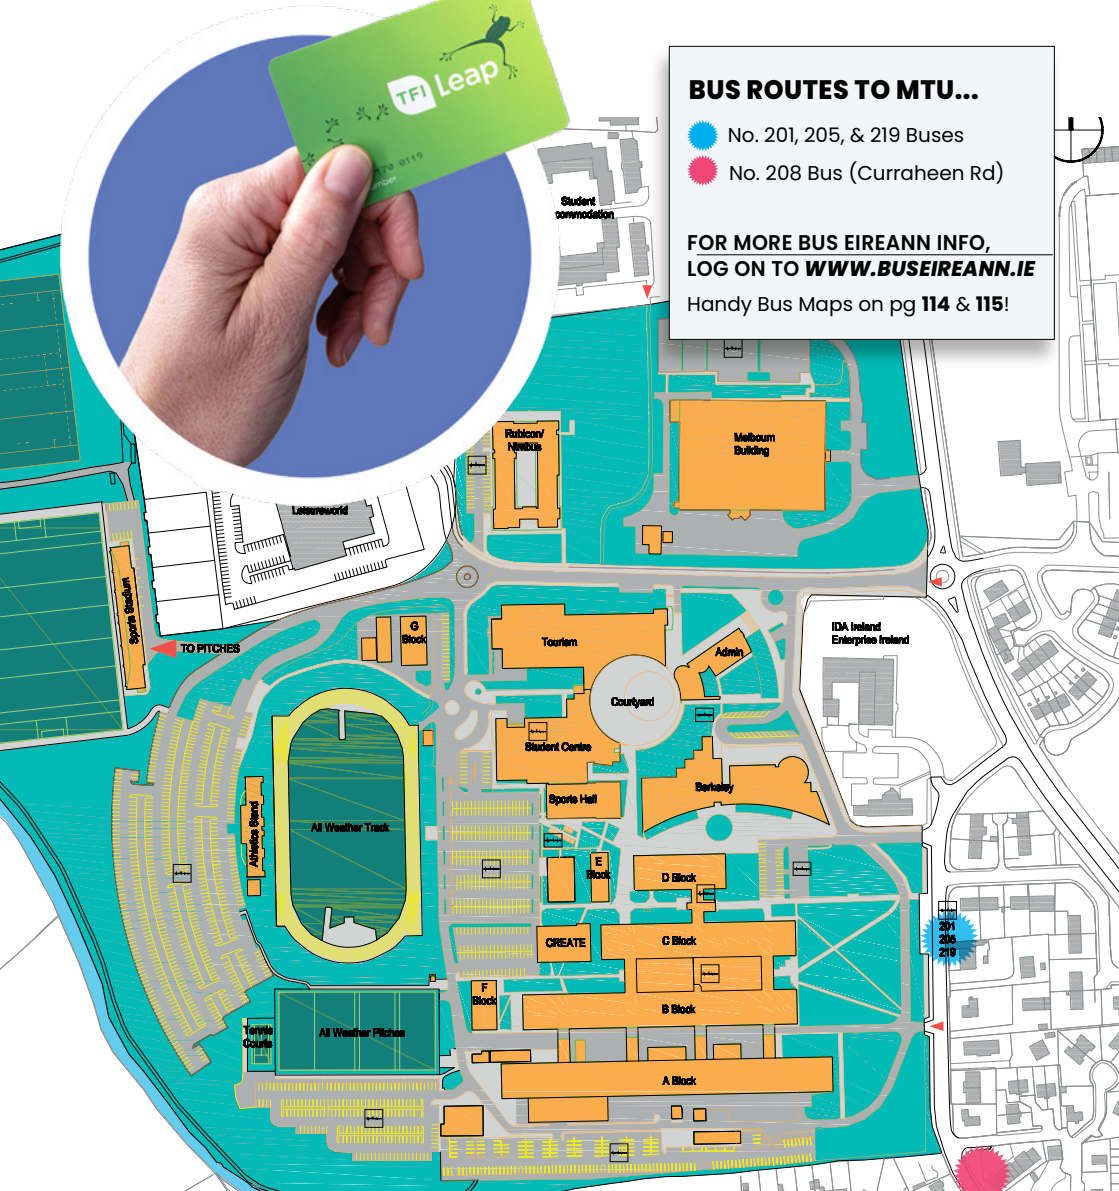 TFI Leap
0119
BUS ROUTES TO MTU...
No. 201, 205, & 219 Buses
No. 208 Bus (Curraheen Rd)
FOR MORE BUS EIREANN INFO,
LOG ON TO WWW.BUSEIREANN.IE
Handy Bus Maps on pg 114 & 115!
Student
Rubicon/
Nimbus
Melbourn
Building
Leisureworld
Sports Stadium
TO PITCHES
G
Block
Tourism
Admin
IDA Ireland
Enterprise Ireland
Courtyard
Student Centre
Berkeley
Sports Hall
Athletics Stand
All Weather Track
E
Block
D Block
CREATE
C Block
201
205
219
F
Block
B Block
Tennis
Courts
All Weather Pitches
A Block